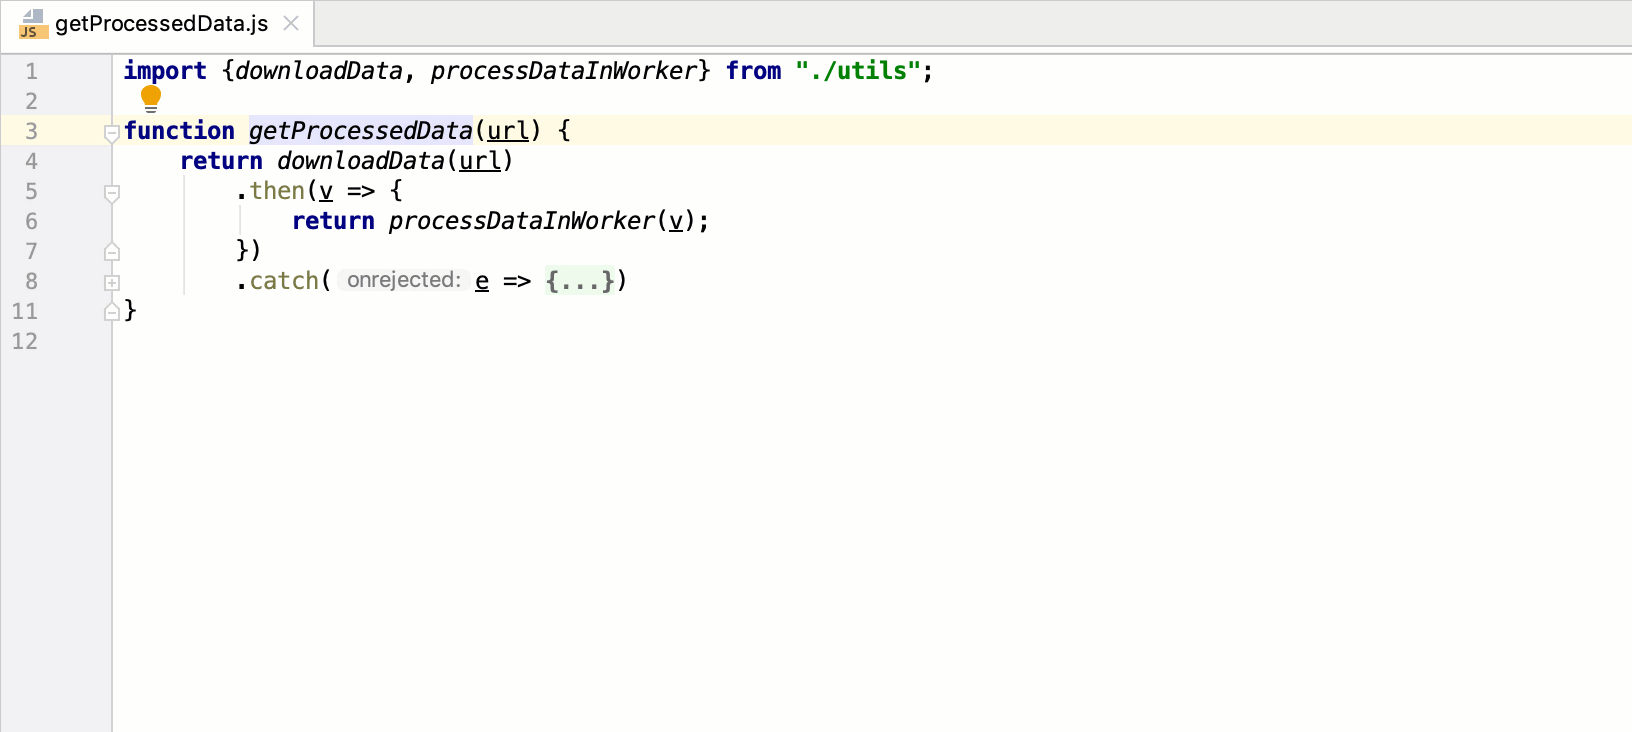 JS getProcessedData.js
1 import {downloadData, processDataInWorker} from "./utils";
2
3 function getProcessedData(url) {
4 return downloadData(url)
5 .then(v => {
6 return processDataInWorker(v);
7 })
8 .catch( onrejected: e => {...})
11 }
12